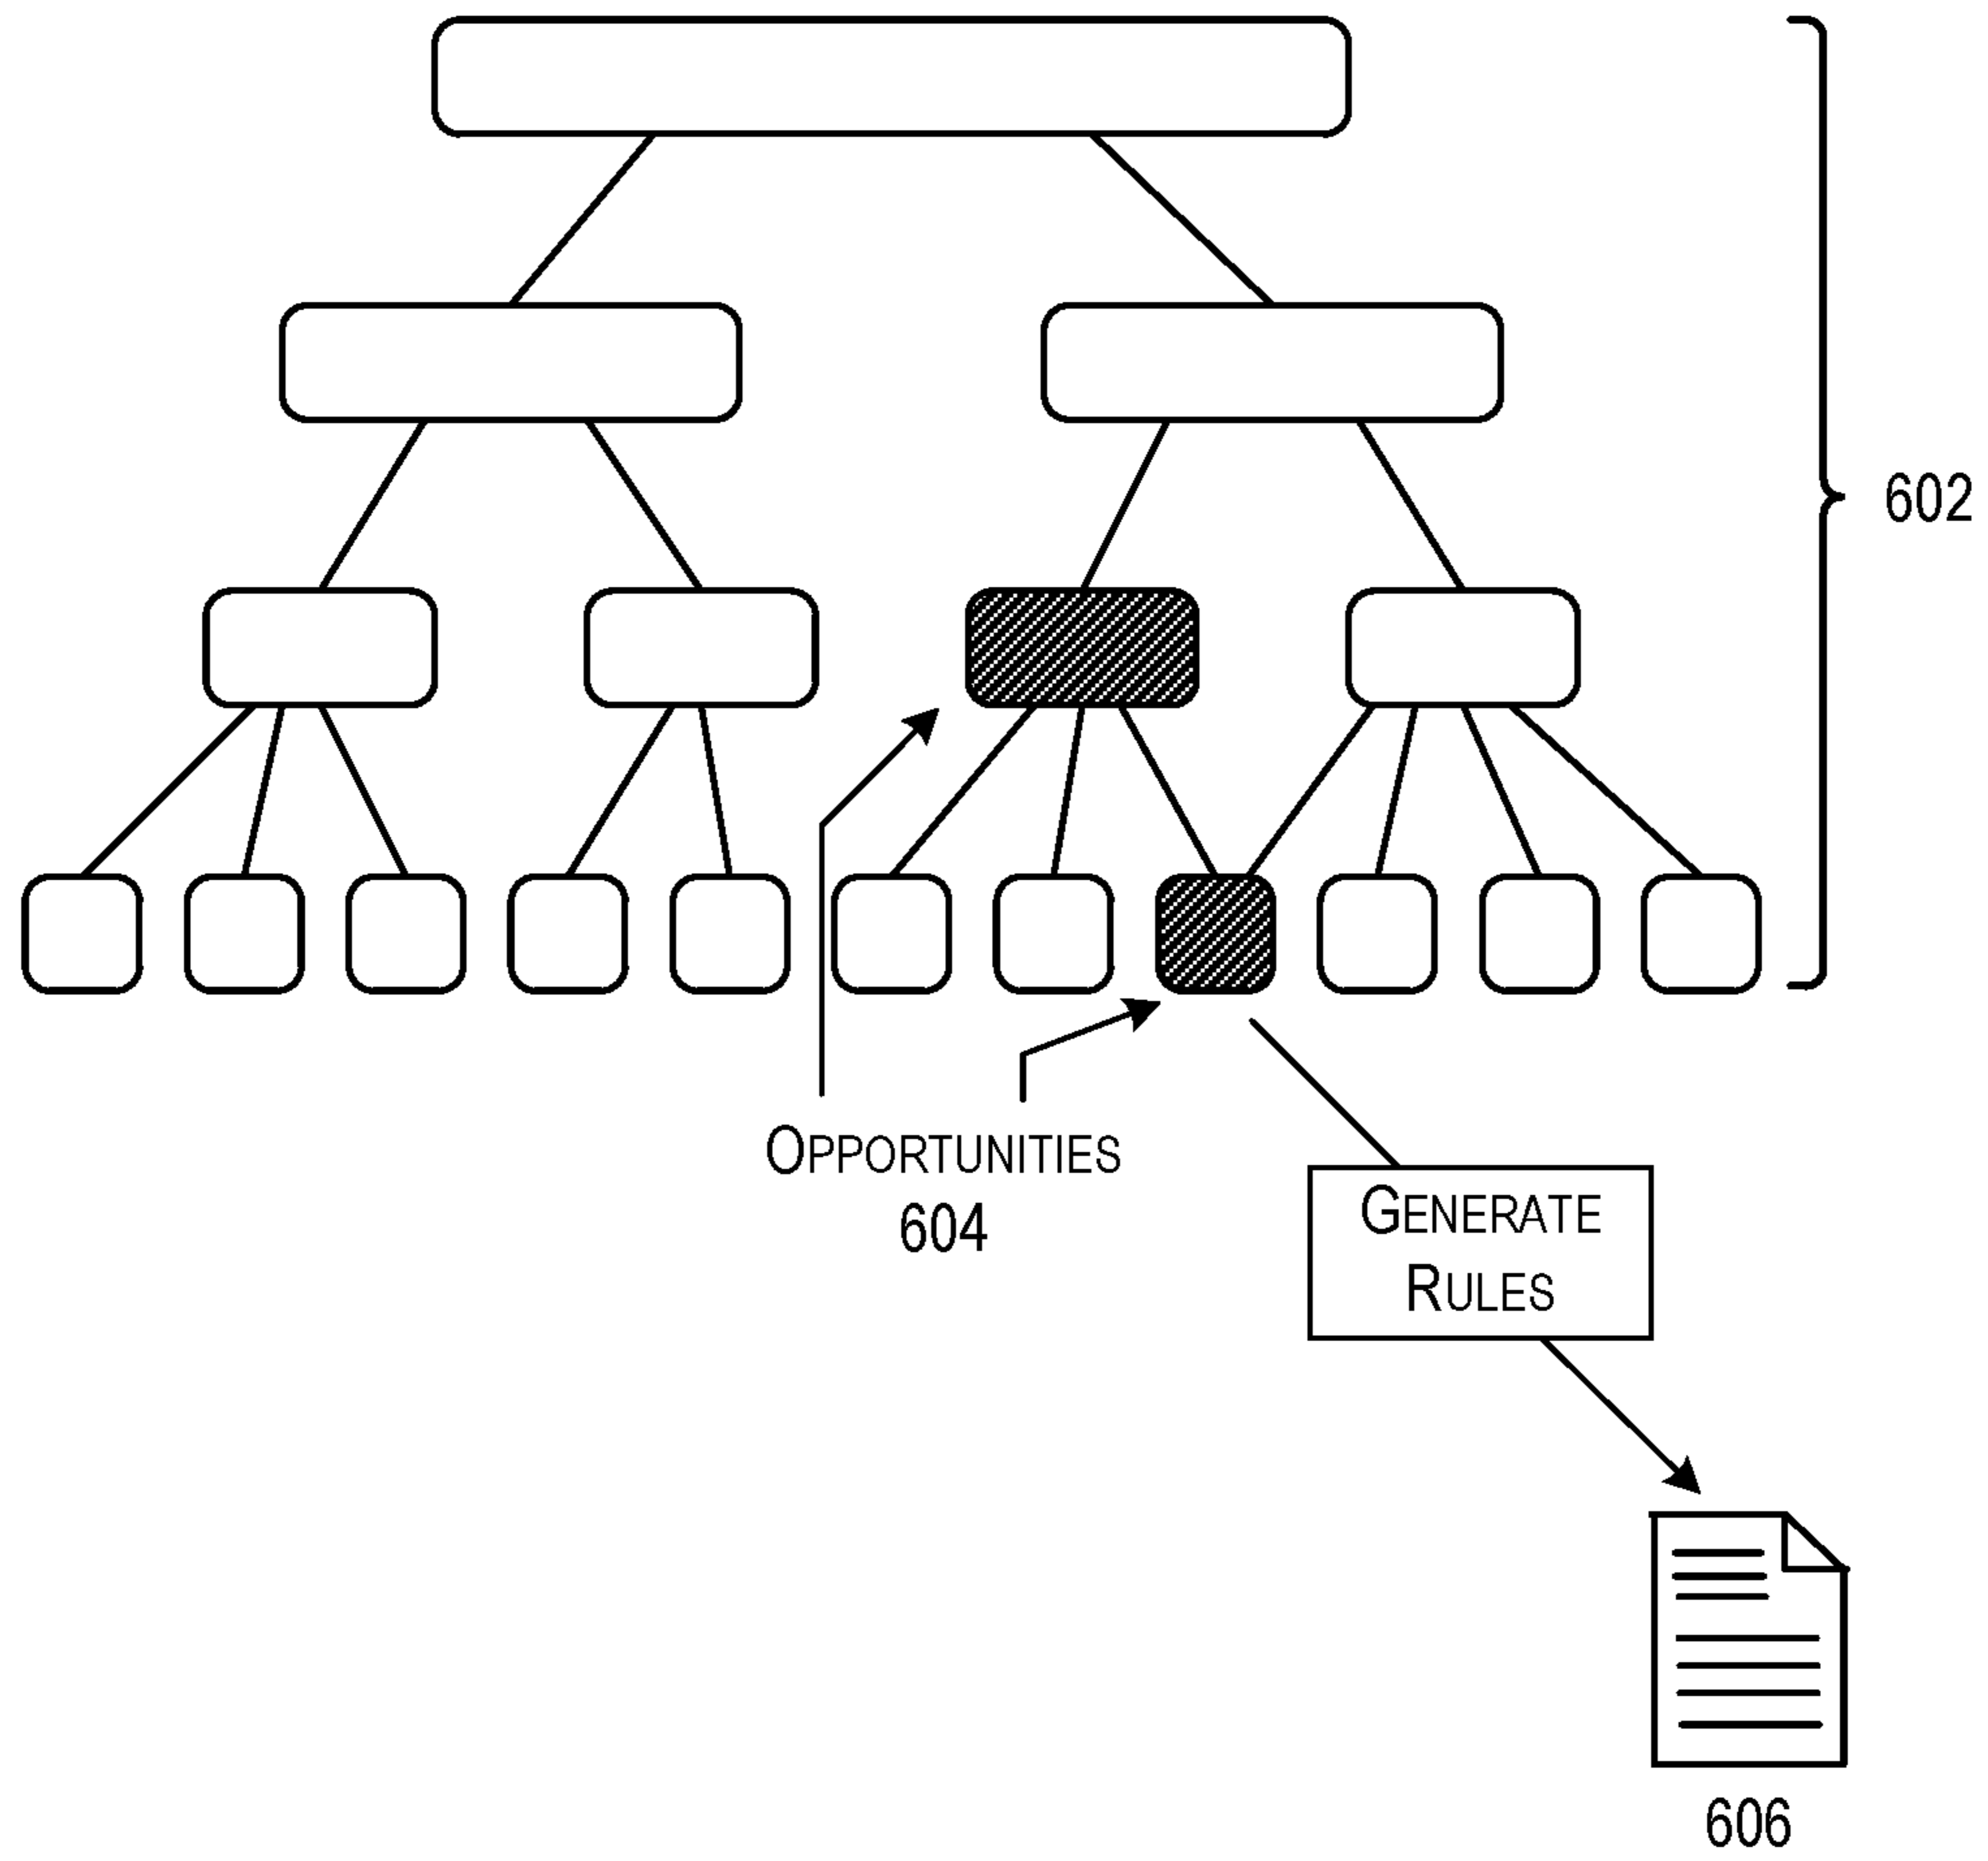 602
OPPORTUNITIES
604
GENERATE
RULES
606